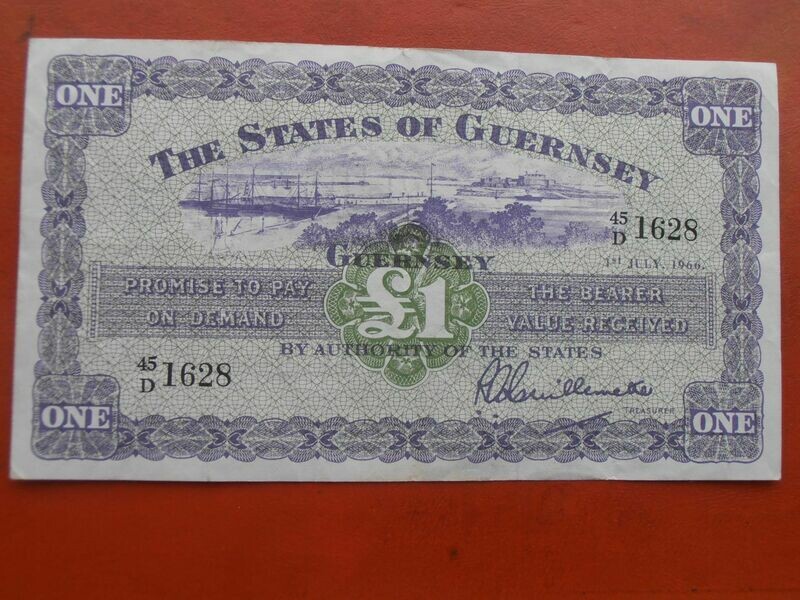 ONE
ONE
THE STATES OF GUERNSEY
45/D 1628
GUERNSEY
1ST JULY, 1966.
PROMISE TO PAY
ON DEMAND
£1
THE BEARER
VALUE RECEIVED
BY AUTHORITY OF THE STATES
45/D 1628
TREASURER
ONE
ONE